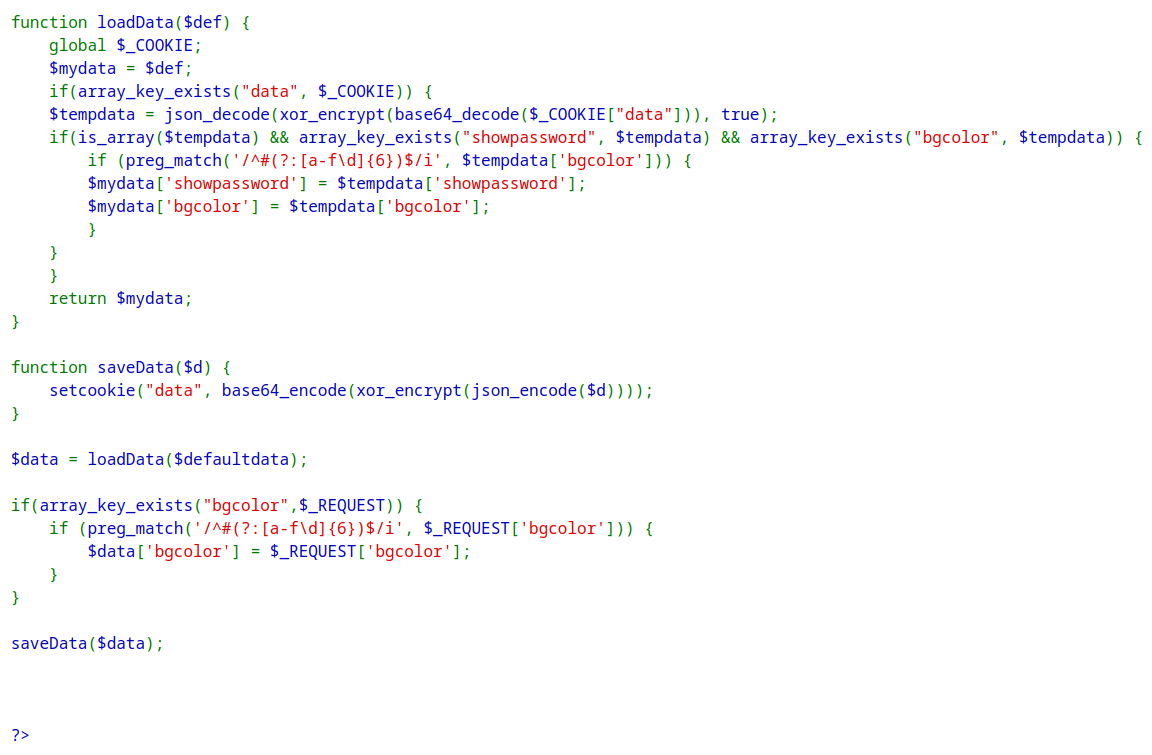 function loadData($def) {
    global $_COOKIE;
    $mydata = $def;
    if(array_key_exists("data", $_COOKIE)) {
    $tempdata = json_decode(xor_encrypt(base64_decode($_COOKIE["data"])), true);
    if(is_array($tempdata) && array_key_exists("showpassword", $tempdata) && array_key_exists("bgcolor", $tempdata)) {
        if (preg_match('/^#(?:[a-f\d]{6})$/i', $tempdata['bgcolor'])) {
        $mydata['showpassword'] = $tempdata['showpassword'];
        $mydata['bgcolor'] = $tempdata['bgcolor'];
        }
    }
    }
    return $mydata;
}

function saveData($d) {
    setcookie("data", base64_encode(xor_encrypt(json_encode($d))));
}

$data = loadData($defaultdata);

if(array_key_exists("bgcolor",$_REQUEST)) {
    if (preg_match('/^#(?:[a-f\d]{6})$/i', $_REQUEST['bgcolor'])) {
        $data['bgcolor'] = $_REQUEST['bgcolor'];
    }
}

saveData($data);

?>